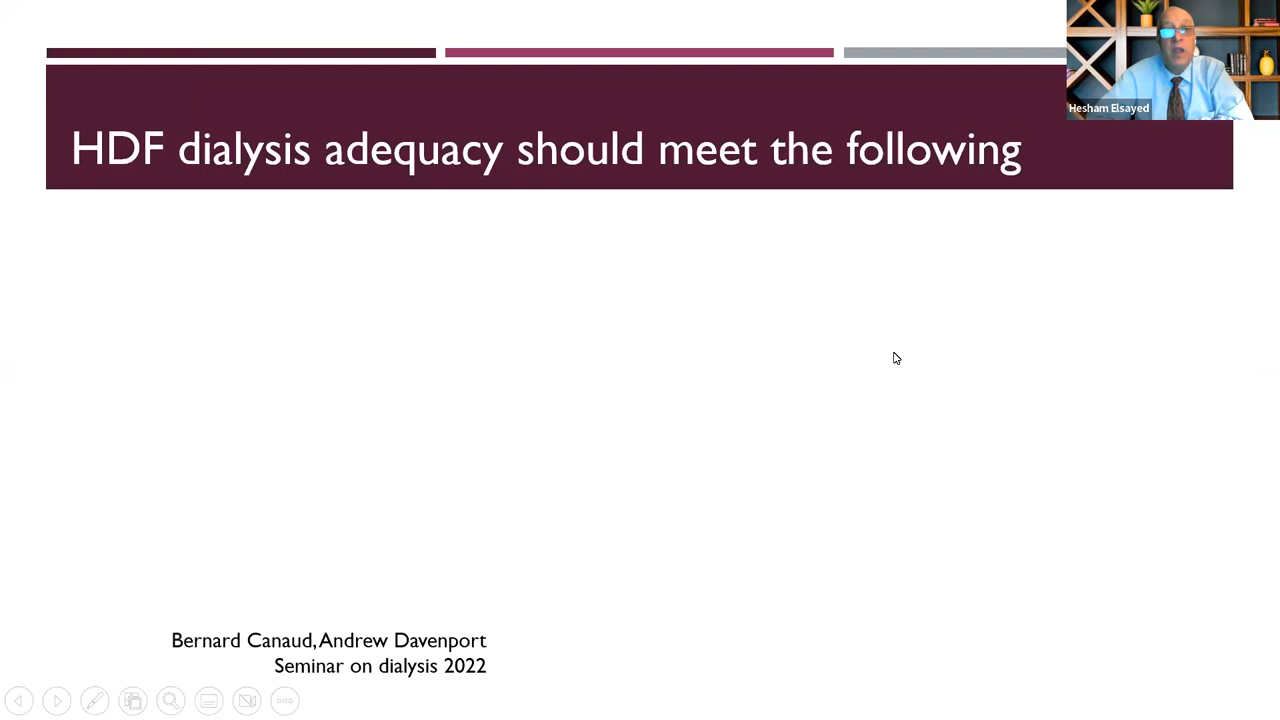 Hesham Elsayed
HDF dialysis adequacy should meet the following
Bernard Canaud, Andrew Davenport
Seminar on dialysis 2022